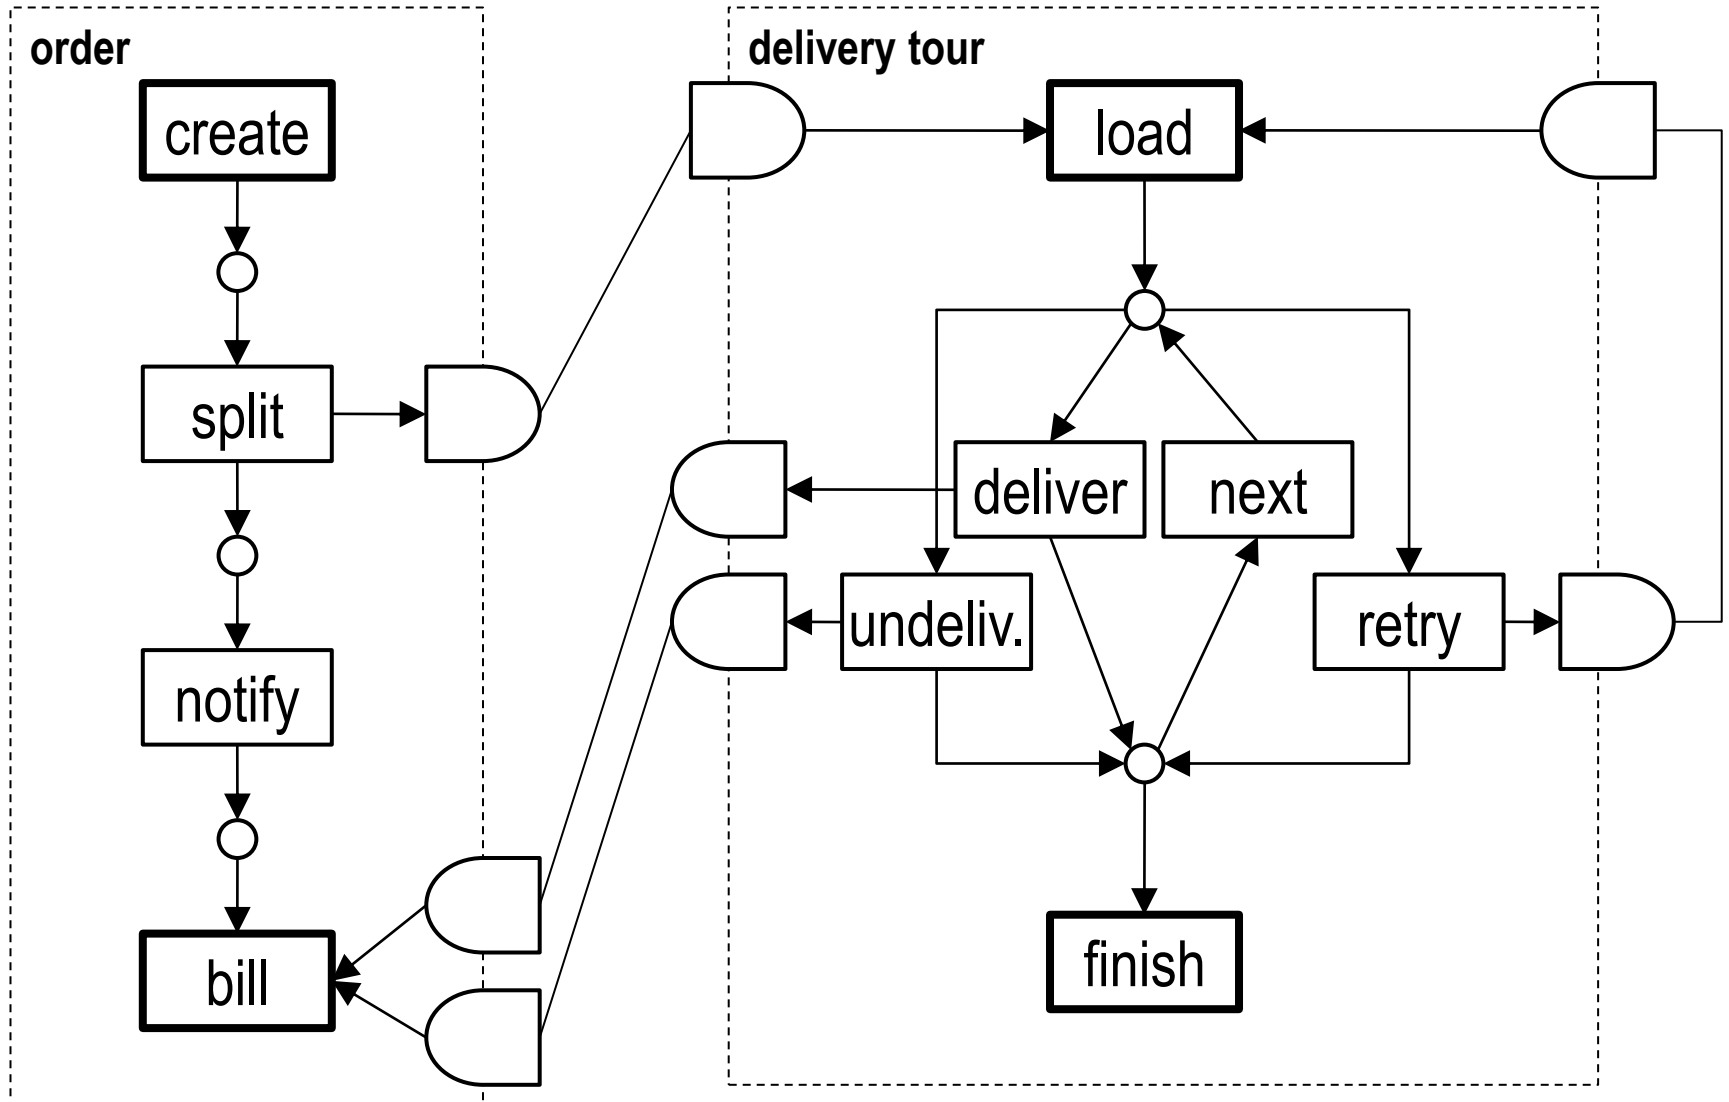 order
create
split
notify
bill
delivery tour
load
deliver
next
undeliv.
retry
finish